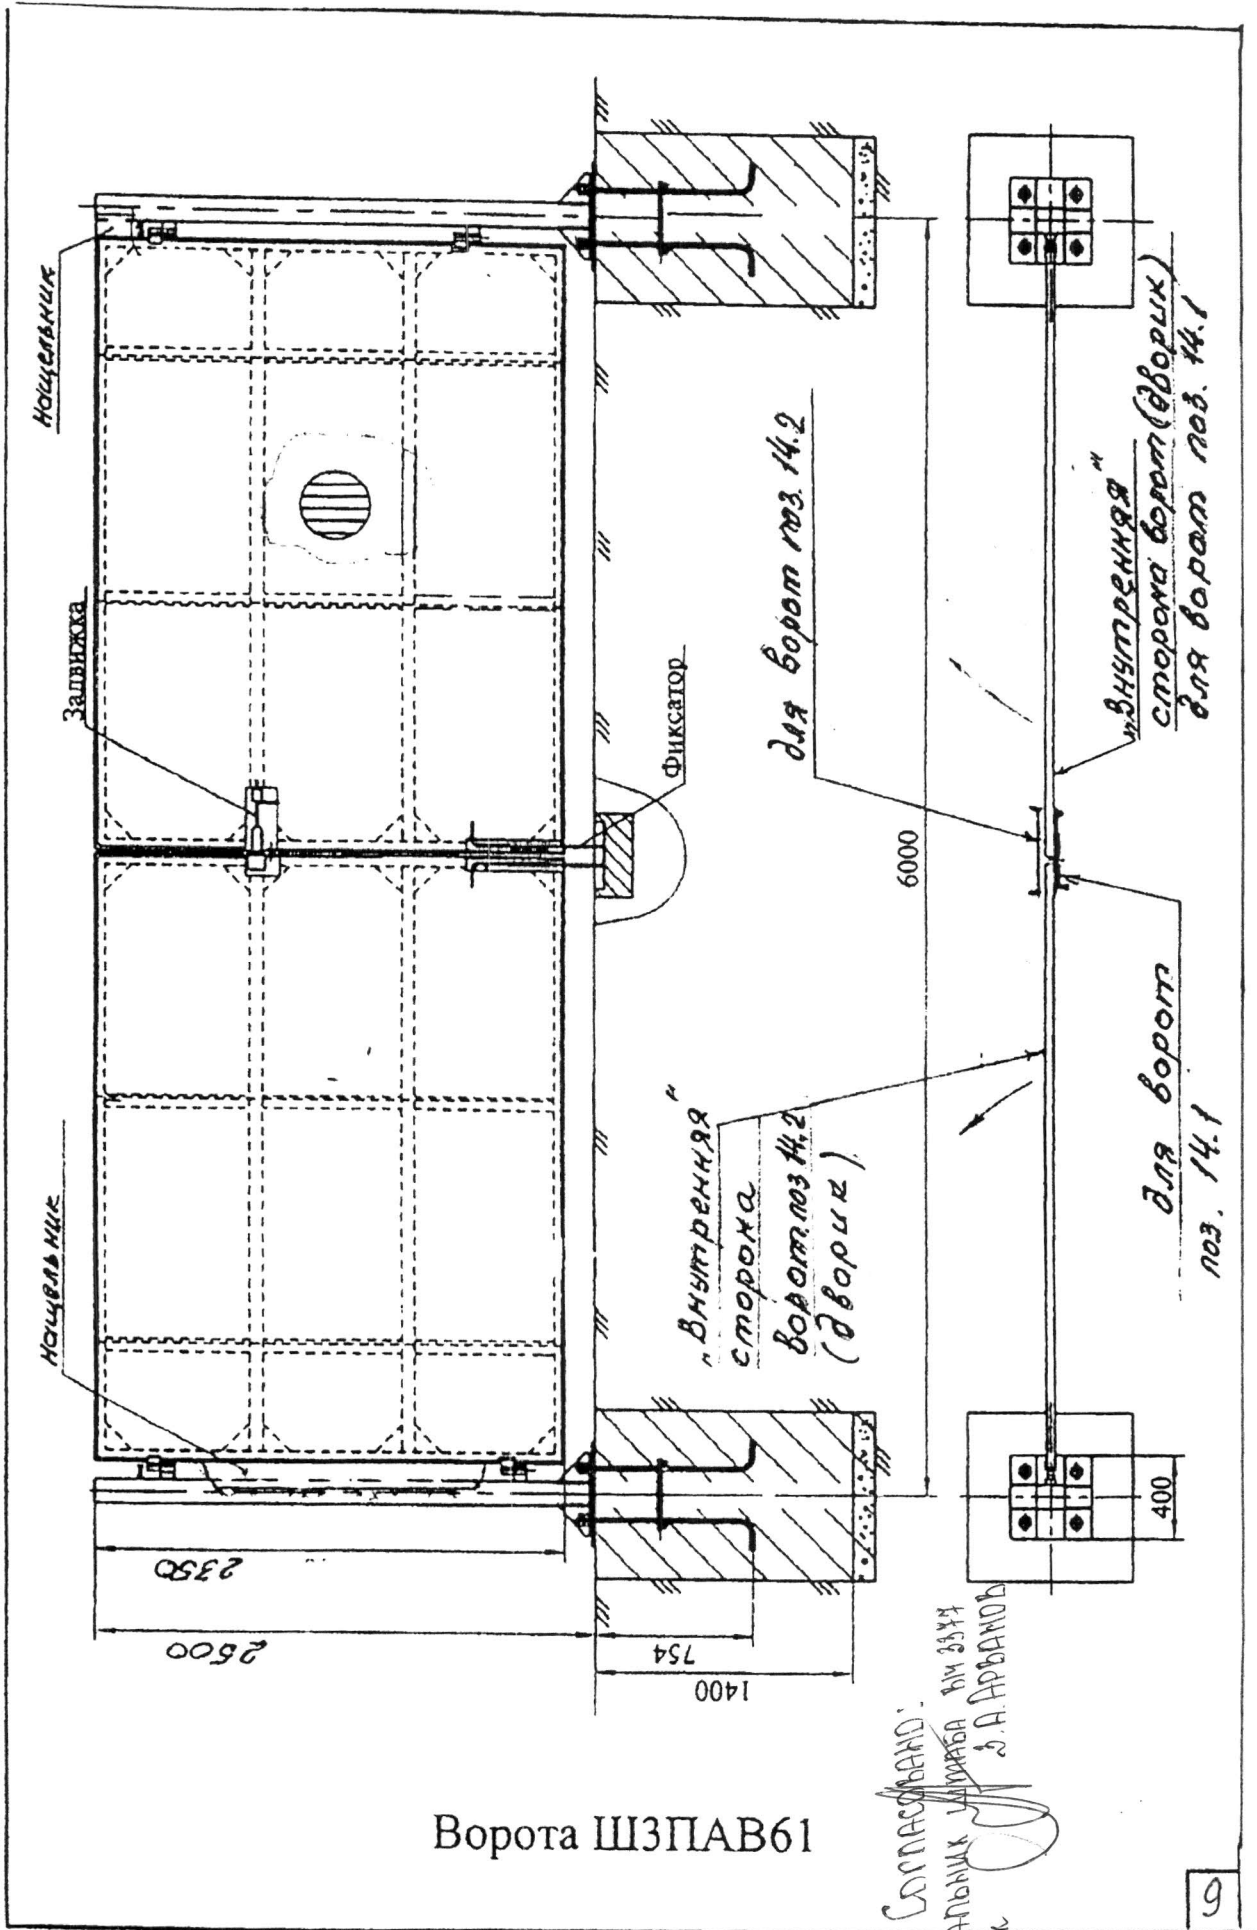 Нащельник
Задвижка
Нащельник
Фиксатор
для ворот поз. 14.2
„Внутренняя"
сторона ворот (дворик)
для ворот поз. 14.1
6000
„Внутренняя"
сторона
ворот поз 14.2
(дворик)
для ворот
поз. 14.1
400
2350
2500
754
1400
Ворота ШЗПАВ61
Согласовано:
штаба
9